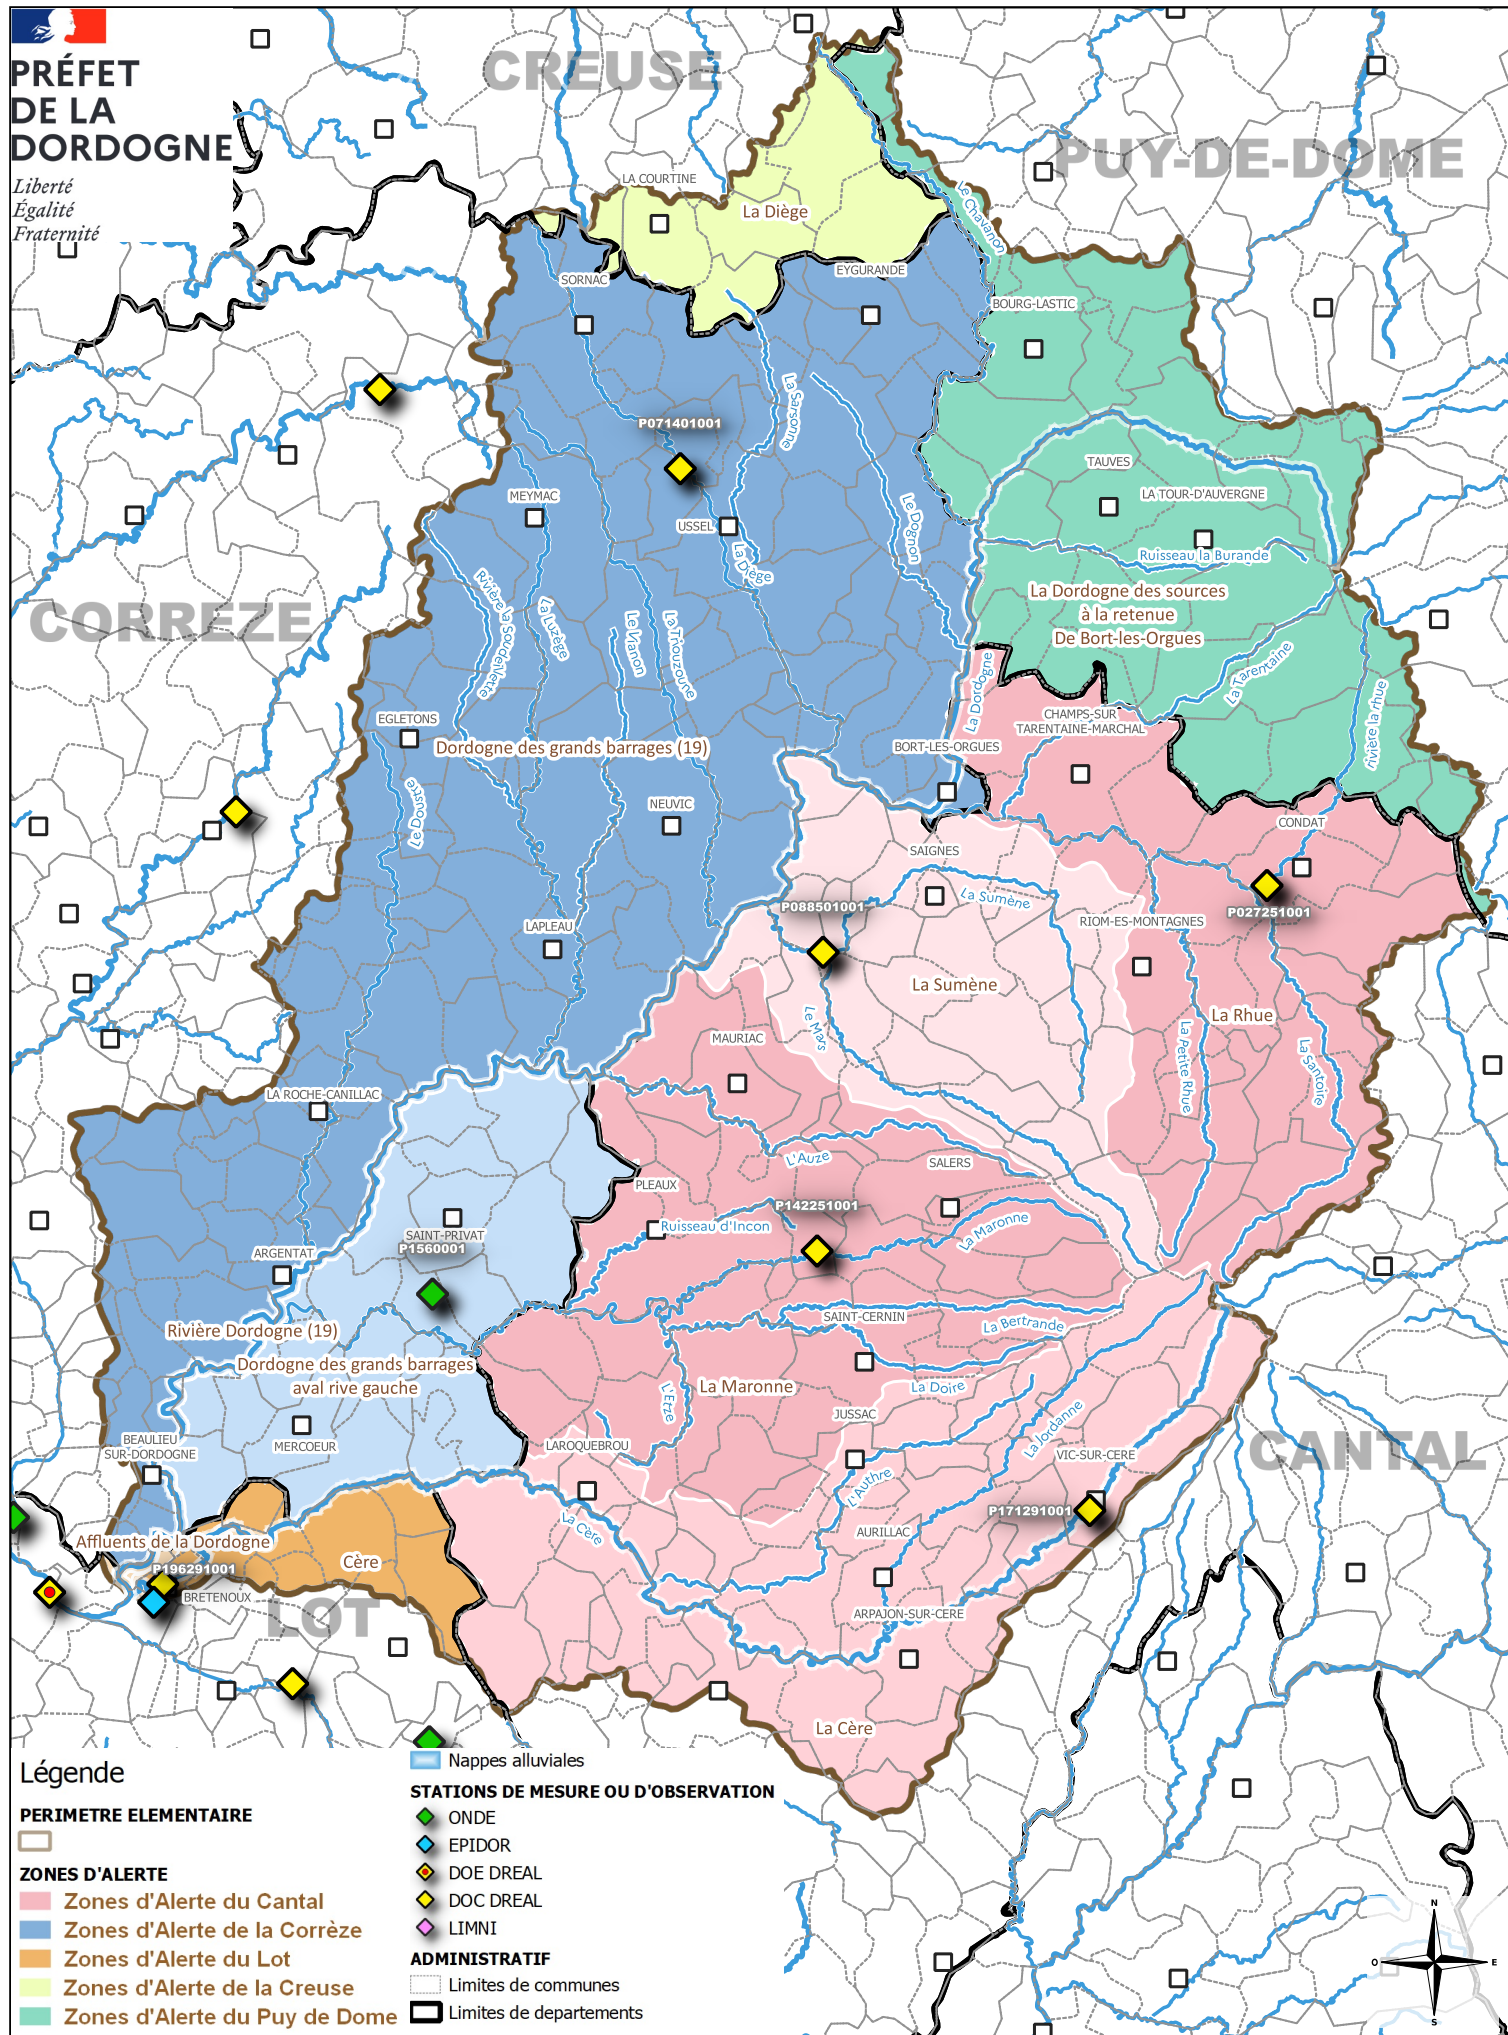 PRÉFET
DE LA
DORDOGNE
Liberté
Égalité
Fraternité
CREUSE
PUY-DE-DOME
LA COURTINE
La Diège
Le Chavanon
SORNAC
EYGURANDE
BOURG-LASTIC
La Sarsonne
P071401001
MEYMAC
USSEL
La Diège
Le Dognon
TAUVES
LA TOUR-D'AUVERGNE
Ruisseau la Burande
La Dordogne des sources
à la retenue
De Bort-les-Orgues
CORREZE
Rivière la Soudeillette
La Luzège
Le Vianon
La Triouzoune
La Dordogne
La Tarentaine
rivière la rhue
EGLETONS
Dordogne des grands barrages (19)
CHAMPS-SUR
TARENTAINE-MARCHAL
BORT-LES-ORGUES
Le Doustre
NEUVIC
CONDAT
SAIGNES
La Sumène
P088501001
P027251001
RIOM-ES-MONTAGNES
LAPLEAU
La Sumène
La Rhue
Le Mars
MAURIAC
La Petite Rhue
La Santoire
LA ROCHE-CANILLAC
L'Auze
SALERS
PLEAUX
P142251001
Ruisseau d'Incon
La Maronne
SAINT-PRIVAT
P1560001
ARGENTAT
Rivière Dordogne (19)
SAINT-CERNIN
La Bertrande
Dordogne des grands barrages
aval rive gauche
La Maronne
La Doire
L'Etze
JUSSAC
La Jordanne
BEAULIEU
SUR-DORDOGNE
MERCOEUR
LAROQUEBROU
VIC-SUR-CERE
CANTAL
L'Authre
P171291001
La Cère
AURILLAC
Affluents de la Dordogne
Cère
P196291001
BRETENOUX
LOT
ARPAJON-SUR-CERE
La Cère
Légende
PERIMETRE ELEMENTAIRE
ZONES D'ALERTE
Zones d'Alerte du Cantal
Zones d'Alerte de la Corrèze
Zones d'Alerte du Lot
Zones d'Alerte de la Creuse
Zones d'Alerte du Puy de Dome
Nappes alluviales
STATIONS DE MESURE OU D'OBSERVATION
ONDE
EPIDOR
DOE DREAL
DOC DREAL
LIMNI
ADMINISTRATIF
Limites de communes
Limites de departements
N
O
E
S